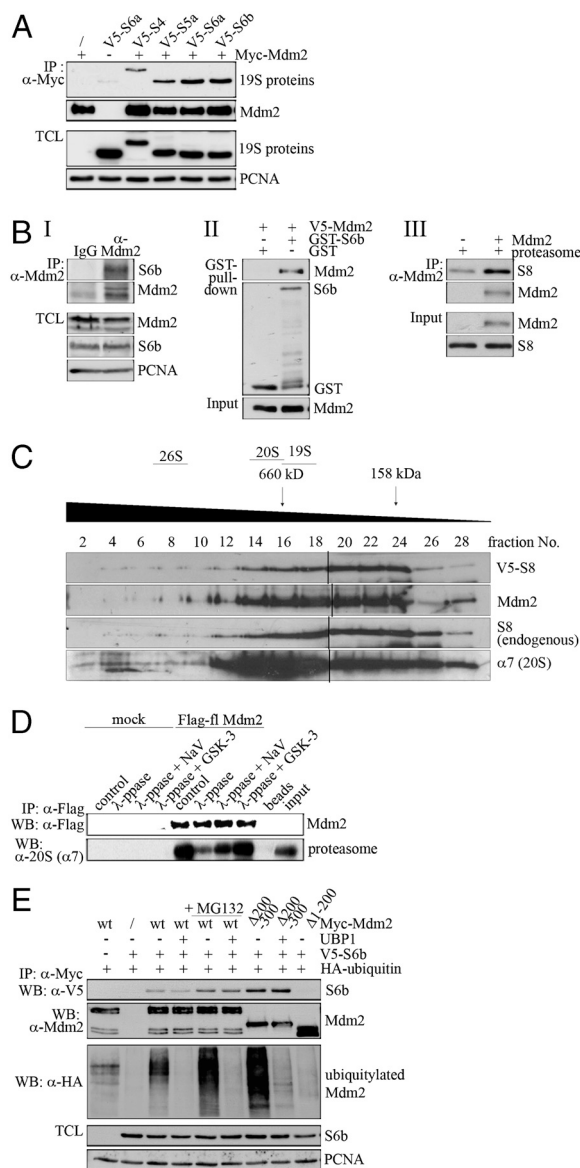 A
/ V5-S6a V5-S4 V5-S5a V5-S6a V5-S6b
+ - + + + + Myc-Mdm2
IP :
α-Myc
19S proteins
Mdm2
TCL
19S proteins
PCNA
B
I
IgG α-Mdm2
IP:
α-Mdm2
S6b
Mdm2
TCL
Mdm2
S6b
PCNA
II
+ + V5-Mdm2
- + GST-S6b
+ - GST
GST-
pull-
down
Mdm2
S6b
GST
Input
Mdm2
III
- + Mdm2
+ + proteasome
IP:
α-Mdm2
S8
Mdm2
Input
Mdm2
S8
C
26S 20S 19S
660 kD 158 kDa
2 4 6 8 10 12 14 16 18 20 22 24 26 28 fraction No.
V5-S8
Mdm2
S8
(endogenous)
α7 (20S)
D
mock Flag-fl Mdm2
control λ-ppase λ-ppase + NaV λ-ppase + GSK-3 control λ-ppase λ-ppase + NaV λ-ppase + GSK-3 beads input
IP: α-Flag
WB: α-Flag
Mdm2
WB:
α-20S (α7)
proteasome
E
+ MG132
wt / wt wt wt wt Δ200-300 Δ200-300 Δ1-200 Myc-Mdm2
- - - + - + - + - UBP1
- + + + + + + + + V5-S6b
+ + + + + + + + + HA-ubiquitin
IP: α-Myc
WB: α-V5
S6b
WB:
α-Mdm2
Mdm2
WB: α-HA
ubiquitylated
Mdm2
TCL
S6b
PCNA